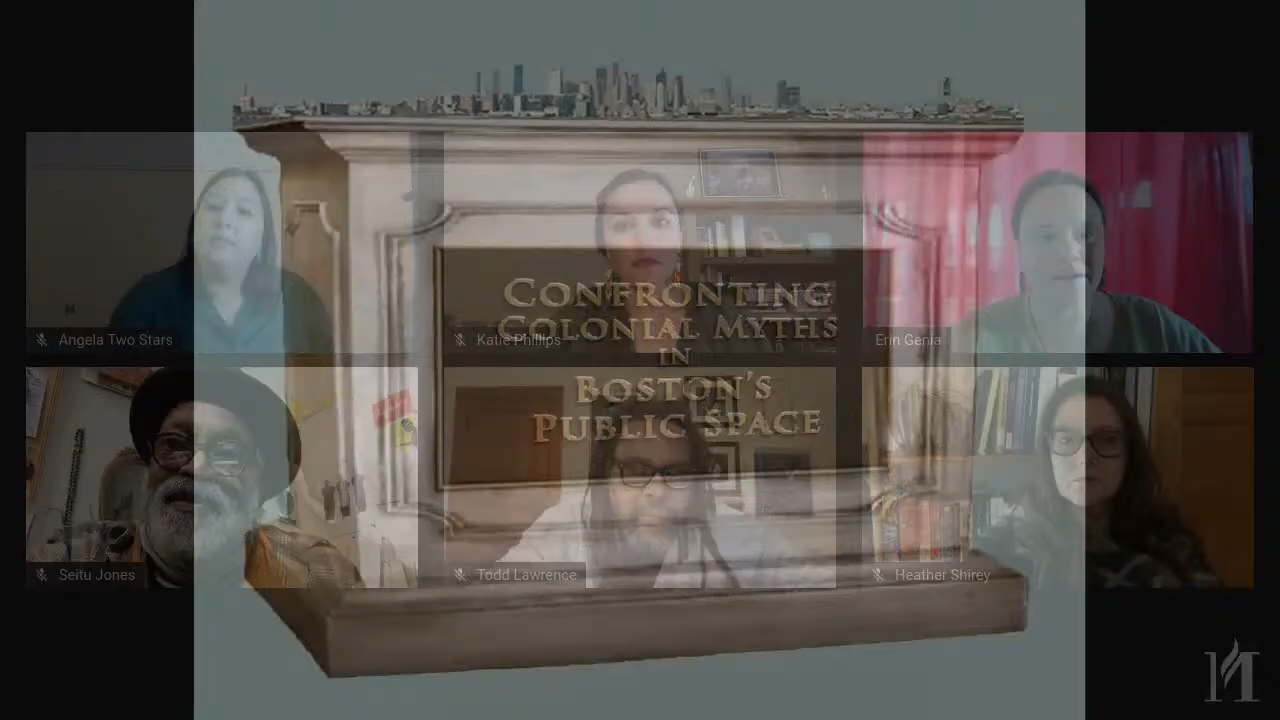 CONFRONTING
COLONIAL MYTHS
IN
BOSTON'S
PUBLIC SPACE
Angela Two Stars
Katie Phillips
Erin Genia
Seitu Jones
Todd Lawrence
Heather Shirey